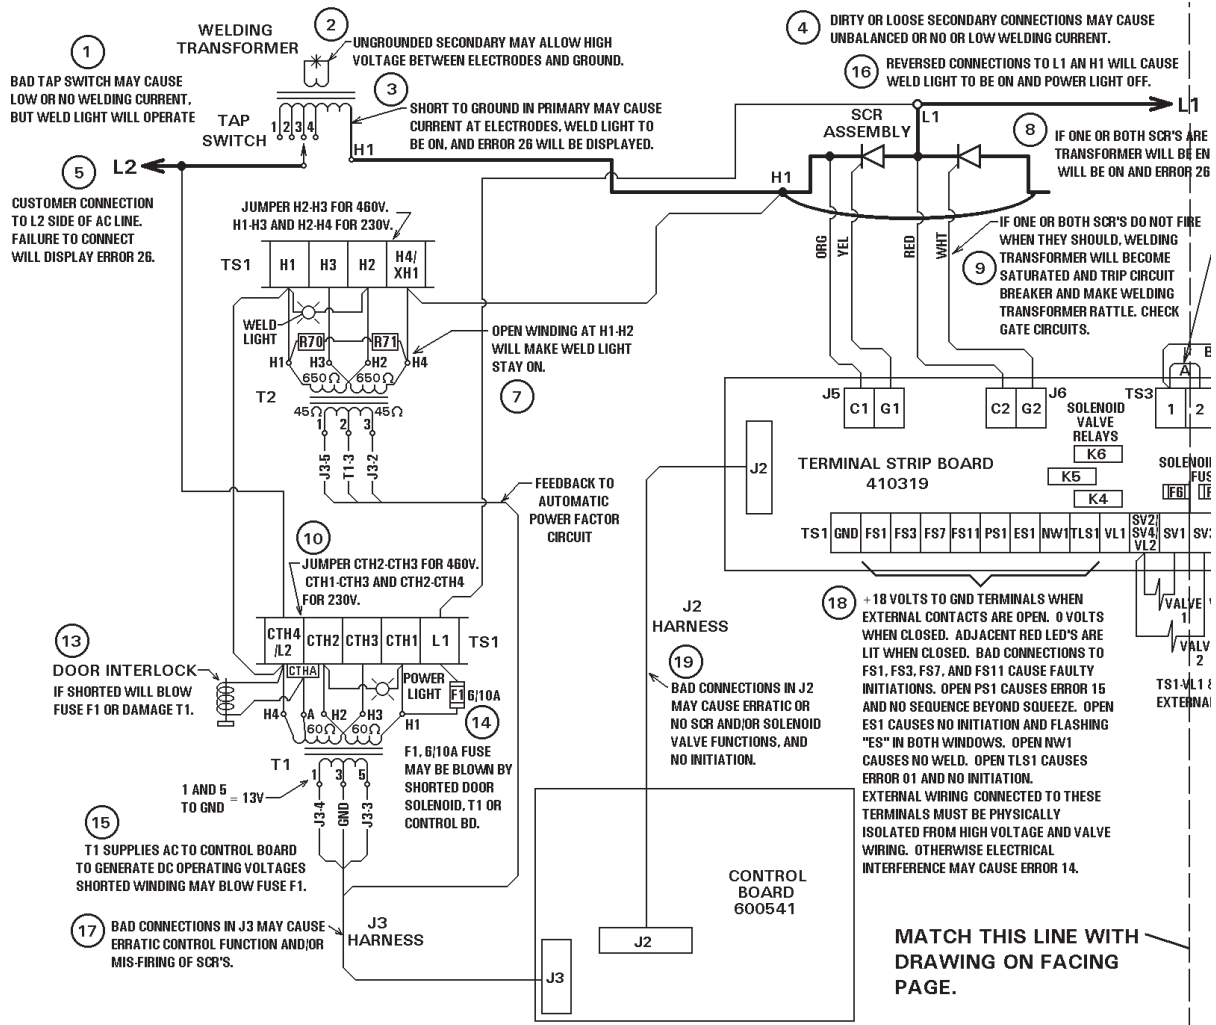 1
BAD TAP SWITCH MAY CAUSE
LOW OR NO WELDING CURRENT,
BUT WELD LIGHT WILL OPERATE
WELDING
TRANSFORMER
2
UNGROUNDED SECONDARY MAY ALLOW HIGH
VOLTAGE BETWEEN ELECTRODES AND GROUND.
3
SHORT TO GROUND IN PRIMARY MAY CAUSE
CURRENT AT ELECTRODES, WELD LIGHT TO
BE ON, AND ERROR 26 WILL BE DISPLAYED.
TAP
SWITCH
1 2 3 4
H1
4
DIRTY OR LOOSE SECONDARY CONNECTIONS MAY CAUSE
UNBALANCED OR NO OR LOW WELDING CURRENT.
16
REVERSED CONNECTIONS TO L1 AN H1 WILL CAUSE
WELD LIGHT TO BE ON AND POWER LIGHT OFF.
L1
L1
SCR
ASSEMBLY
8
IF ONE OR BOTH SCR'S ARE
TRANSFORMER WILL BE EN
WILL BE ON AND ERROR 26
H1
5
L2
CUSTOMER CONNECTION
TO L2 SIDE OF AC LINE.
FAILURE TO CONNECT
WILL DISPLAY ERROR 26.
JUMPER H2-H3 FOR 460V.
H1-H3 AND H2-H4 FOR 230V.
TS1
H1 H3 H2 H4/
XH1
WELD
LIGHT
R70 R71
H1 H3 H2 H4
650Ω 650Ω
T2
45Ω 45Ω
1 2 3
J3-5 T1-3 J3-2
OPEN WINDING AT H1-H2
WILL MAKE WELD LIGHT
STAY ON.
7
ORG YEL RED WHT
9
IF ONE OR BOTH SCR'S DO NOT FIRE
WHEN THEY SHOULD, WELDING
TRANSFORMER WILL BECOME
SATURATED AND TRIP CIRCUIT
BREAKER AND MAKE WELDING
TRANSFORMER RATTLE. CHECK
GATE CIRCUITS.
FEEDBACK TO
AUTOMATIC
POWER FACTOR
CIRCUIT
J5
C1 G1
C2 G2
J6
TS3
B
A
1 2
SOLENOID
VALVE
RELAYS
K6
K5
K4
J2
TERMINAL STRIP BOARD
410319
SOLENOI
FUS
F6 F
TS1 GND FS1 FS3 FS7 FS11 PS1 ES1 NW1 TLS1 VL1 SV2/
SV4/
VL2 SV1 SV3
VALVE
1
VALV
2
TS1-VL1 &
EXTERNA
10
JUMPER CTH2-CTH3 FOR 460V.
CTH1-CTH3 AND CTH2-CTH4
FOR 230V.
CTH4
/L2 CTH2 CTH3 CTH1 L1 TS1
13
DOOR INTERLOCK
IF SHORTED WILL BLOW
FUSE F1 OR DAMAGE T1.
CTHA
POWER
LIGHT
F1 6/10A
H4 A H2 H3 H1
60Ω 60Ω
T1
1 3 5
J3-4 GND J3-3
1 AND 5
TO GND = 13V
14
F1, 6/10A FUSE
MAY BE BLOWN BY
SHORTED DOOR
SOLENOID, T1 OR
CONTROL BD.
15
T1 SUPPLIES AC TO CONTROL BOARD
TO GENERATE DC OPERATING VOLTAGES
SHORTED WINDING MAY BLOW FUSE F1.
17
BAD CONNECTIONS IN J3 MAY CAUSE
ERRATIC CONTROL FUNCTION AND/OR
MIS-FIRING OF SCR'S.
J3
HARNESS
J2
HARNESS
19
BAD CONNECTIONS IN J2
MAY CAUSE ERRATIC OR
NO SCR AND/OR SOLENOID
VALVE FUNCTIONS, AND
NO INITIATION.
18
+18 VOLTS TO GND TERMINALS WHEN
EXTERNAL CONTACTS ARE OPEN. 0 VOLTS
WHEN CLOSED. ADJACENT RED LED'S ARE
LIT WHEN CLOSED. BAD CONNECTIONS TO
FS1, FS3, FS7, AND FS11 CAUSE FAULTY
INITIATIONS. OPEN PS1 CAUSES ERROR 15
AND NO SEQUENCE BEYOND SQUEEZE. OPEN
ES1 CAUSES NO INITIATION AND FLASHING
"ES" IN BOTH WINDOWS. OPEN NW1
CAUSES NO WELD. OPEN TLS1 CAUSES
ERROR 01 AND NO INITIATION.
EXTERNAL WIRING CONNECTED TO THESE
TERMINALS MUST BE PHYSICALLY
ISOLATED FROM HIGH VOLTAGE AND VALVE
WIRING. OTHERWISE ELECTRICAL
INTERFERENCE MAY CAUSE ERROR 14.
CONTROL
BOARD
600541
J2
J3
MATCH THIS LINE WITH
DRAWING ON FACING
PAGE.